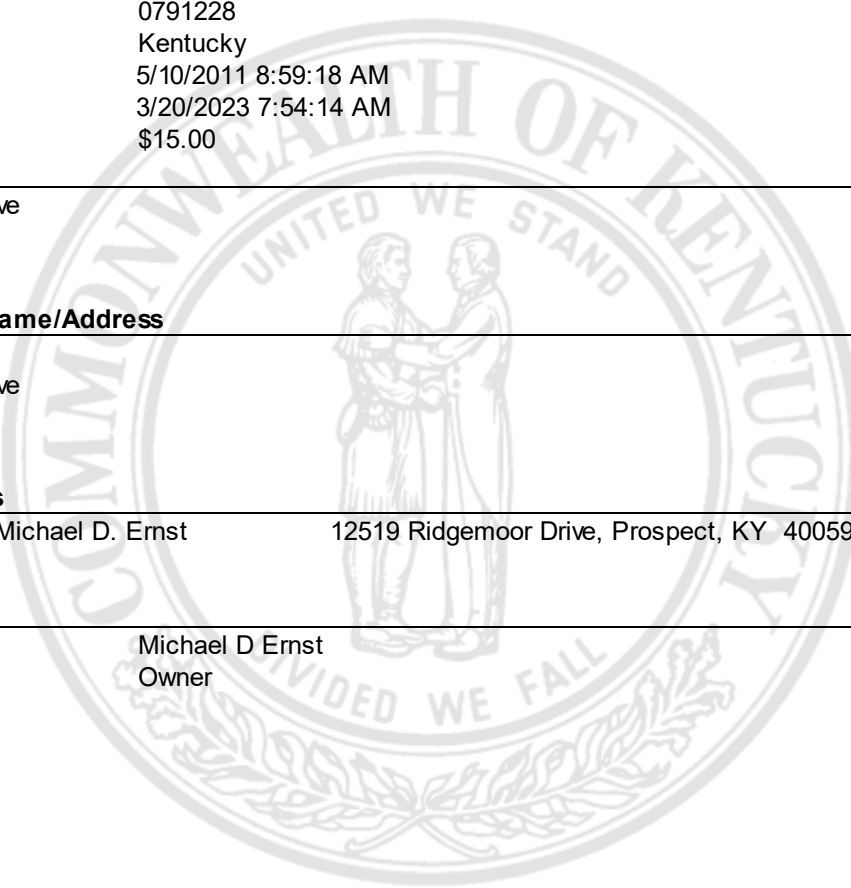 0791228
Kentucky
5/10/2011 8:59:18 AM
3/20/2023 7:54:14 AM
$15.00
ve
ame/Address
ve
s
Michael D. Ernst 12519 Ridgemoor Drive, Prospect, KY 40059
Michael D Ernst
Owner
COMMONWEALTH OF KENTUCKY
UNITED WE STAND
DIVIDED WE FALL